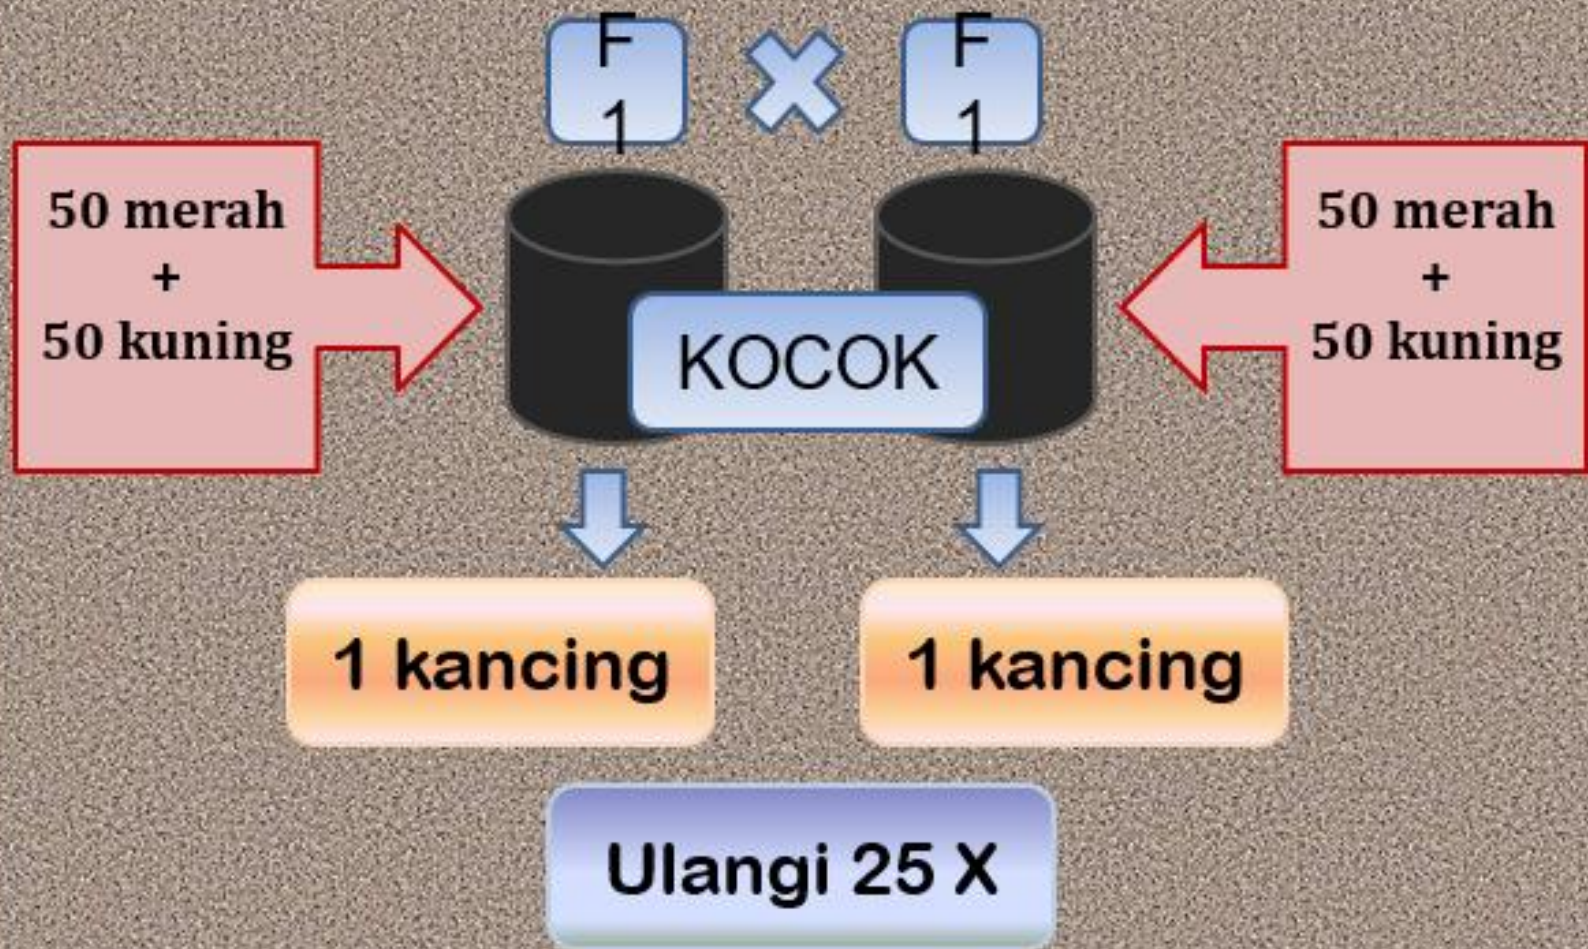 F
1
F
1
50 merah
+
50 kuning
50 merah
+
50 kuning
KOCOK
1 kancing
1 kancing
Ulangi 25 X